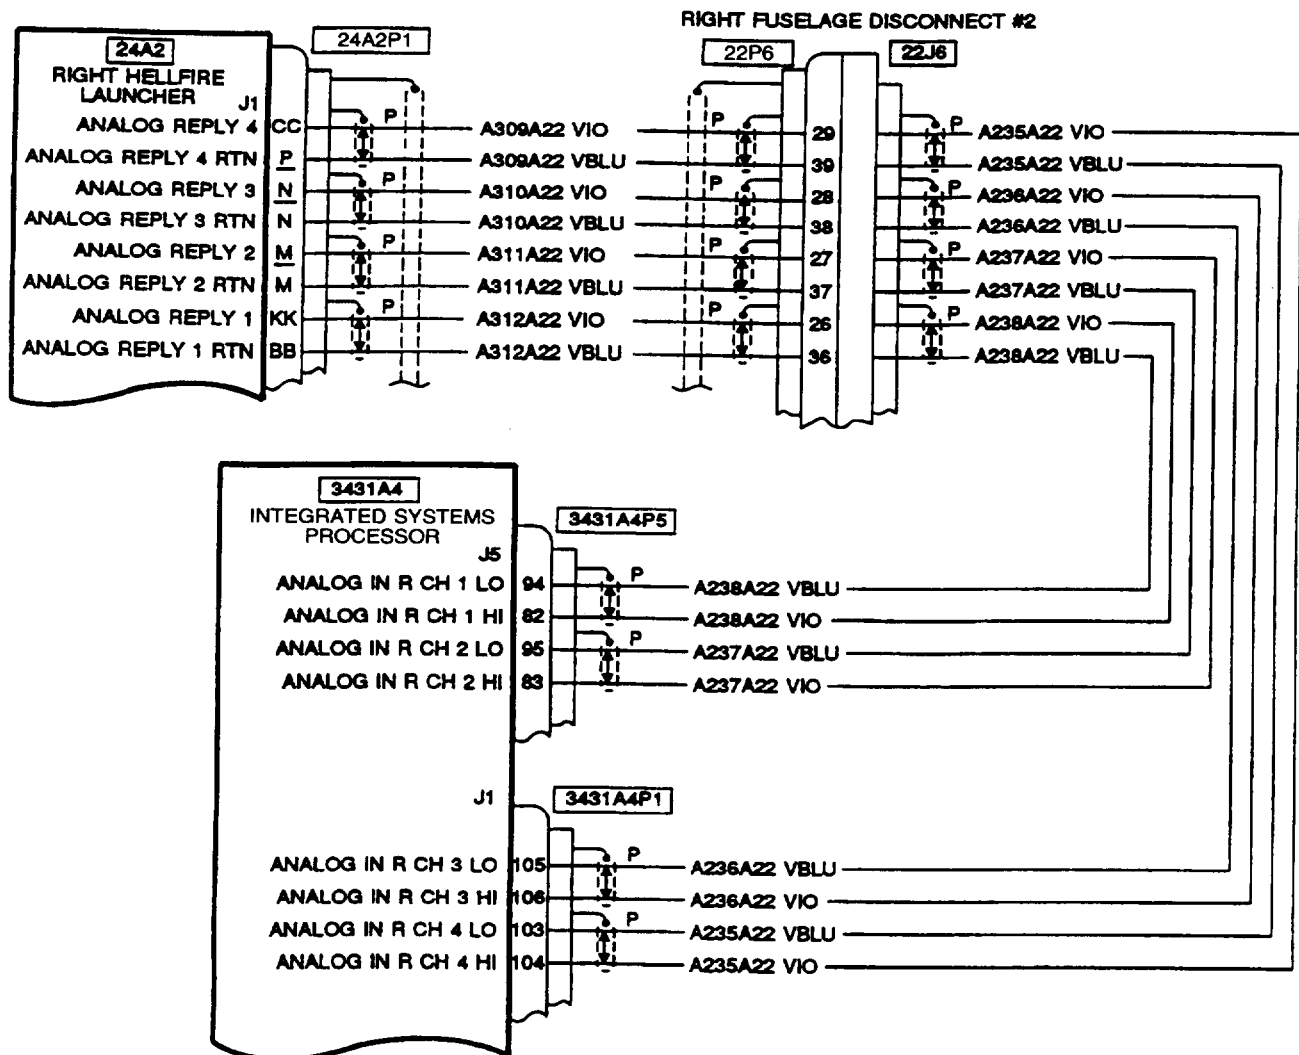 RIGHT FUSELAGE DISCONNECT #2
24A2
24A2P1
22P6
22J6
RIGHT HELLFIRE
LAUNCHER
J1
ANALOG REPLY 4 CC P A309A22 VIO P 29 P A235A22 VIO
ANALOG REPLY 4 RTN P A309A22 VBLU 39 A235A22 VBLU
ANALOG REPLY 3 N P A310A22 VIO P 28 P A236A22 VIO
ANALOG REPLY 3 RTN N A310A22 VBLU 38 A236A22 VBLU
ANALOG REPLY 2 M P A311A22 VIO P 27 P A237A22 VIO
ANALOG REPLY 2 RTN M A311A22 VBLU 37 A237A22 VBLU
ANALOG REPLY 1 KK P A312A22 VIO P 26 P A238A22 VIO
ANALOG REPLY 1 RTN BB A312A22 VBLU 36 A238A22 VBLU
3431A4
INTEGRATED SYSTEMS
PROCESSOR
3431A4P5
J5
ANALOG IN R CH 1 LO 94 P A238A22 VBLU
ANALOG IN R CH 1 HI 82 A238A22 VIO
ANALOG IN R CH 2 LO 95 P A237A22 VBLU
ANALOG IN R CH 2 HI 83 A237A22 VIO
J1
3431A4P1
ANALOG IN R CH 3 LO 105 P A236A22 VBLU
ANALOG IN R CH 3 HI 106 A236A22 VIO
ANALOG IN R CH 4 LO 103 P A235A22 VBLU
ANALOG IN R CH 4 HI 104 A235A22 VIO